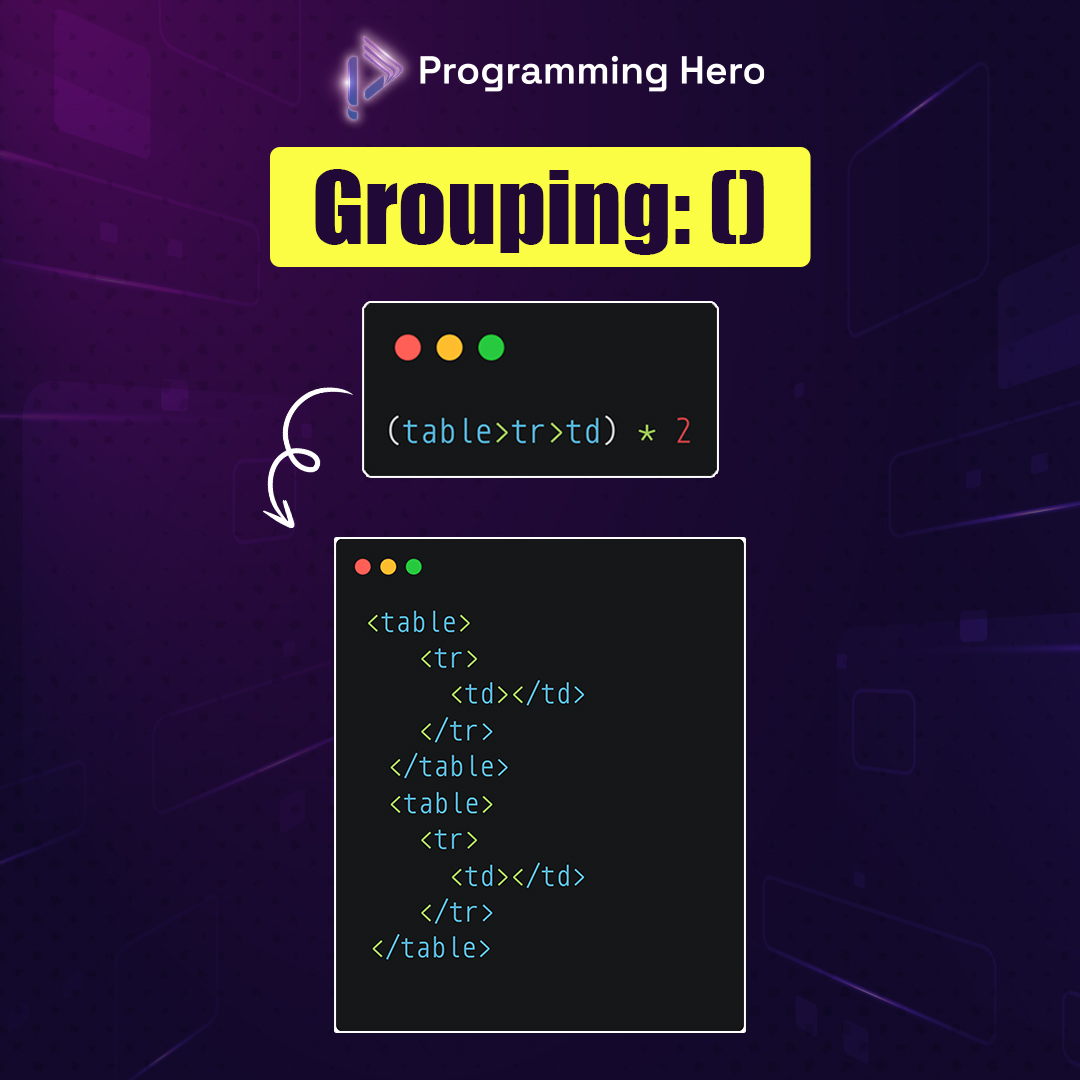 Programming Hero
Grouping: ()
(table>tr>td) * 2
<table>
<tr>
<td></td>
</tr>
</table>
<table>
<tr>
<td></td>
</tr>
</table>